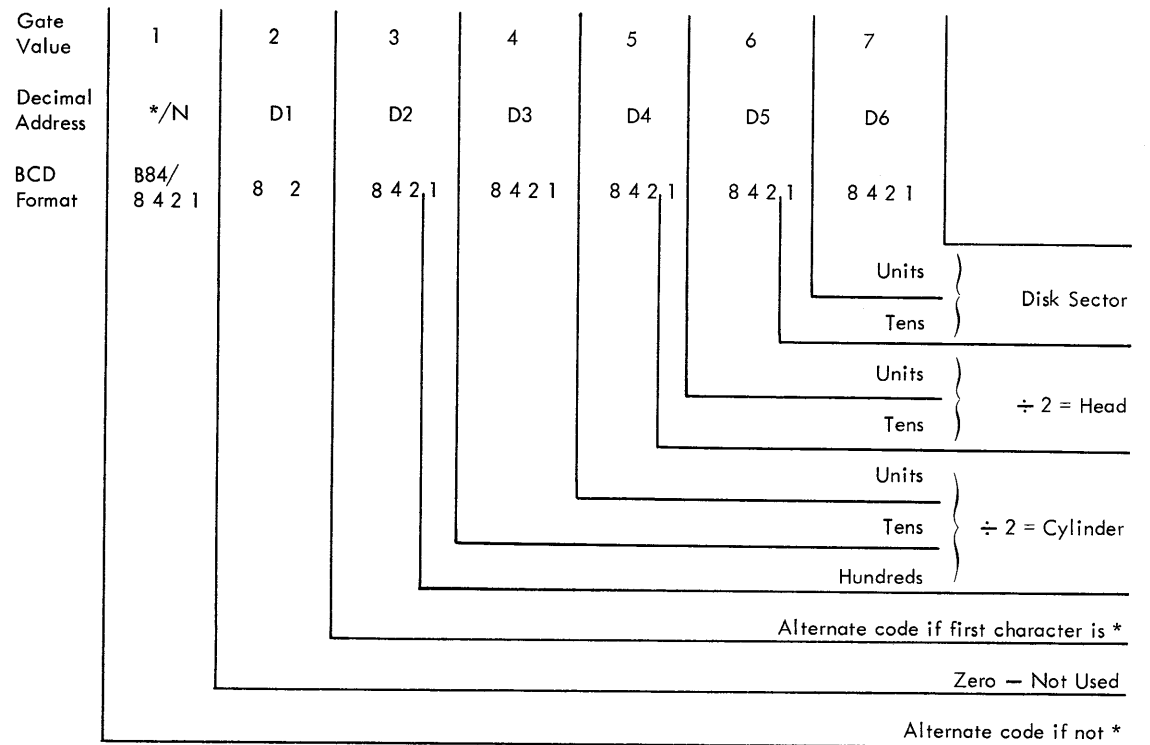 Gate Value 1 2 3 4 5 6 7
Decimal Address */N D1 D2 D3 D4 D5 D6
BCD Format B84/ 8 4 2 1 8 2 8 4 2 1 8 4 2 1 8 4 2 1 8 4 2 1 8 4 2 1
Units
Disk Sector
Tens
Units
÷ 2 = Head
Tens
Units
Tens
÷ 2 = Cylinder
Hundreds
Alternate code if first character is *
Zero — Not Used
Alternate code if not *